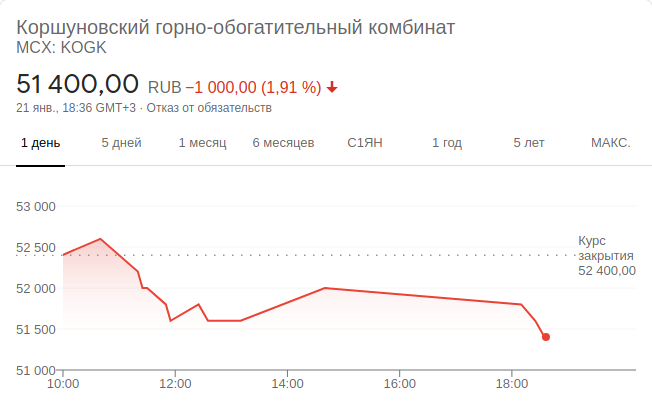 Коршуновский горно-обогатительный комбинат
MCX: KOGK
51 400,00 RUB −1 000,00 (1,91 %)
21 янв., 18:36 GMT+3 · Отказ от обязательств
1 день 5 дней 1 месяц 6 месяцев С1ЯН 1 год 5 лет МАКС.
53 000
52 500
Курс
закрытия
52 400,00
52 000
51 500
51 000
10:00 12:00 14:00 16:00 18:00